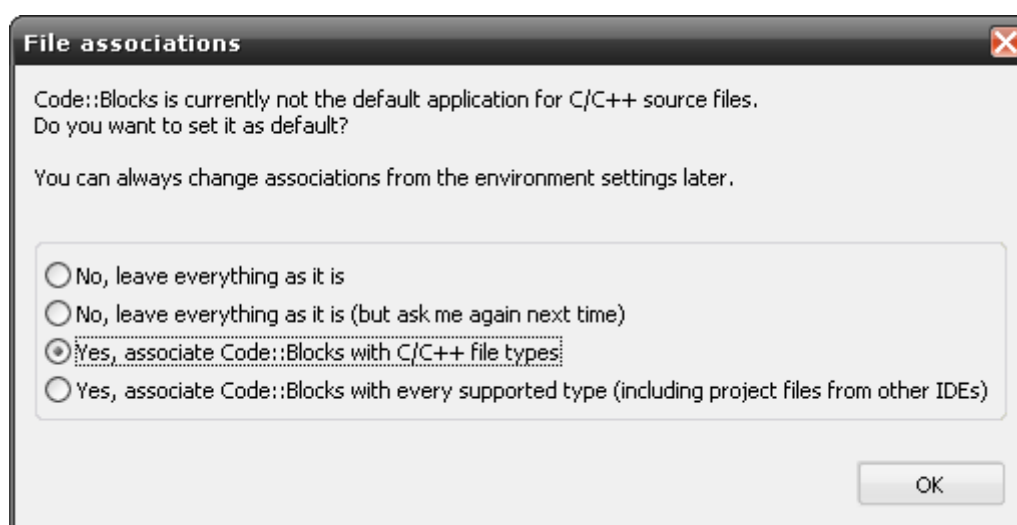 File associations
Code::Blocks is currently not the default application for C/C++ source files.
Do you want to set it as default?
You can always change associations from the environment settings later.
No, leave everything as it is
No, leave everything as it is (but ask me again next time)
Yes, associate Code::Blocks with C/C++ file types
Yes, associate Code::Blocks with every supported type (including project files from other IDEs)
OK